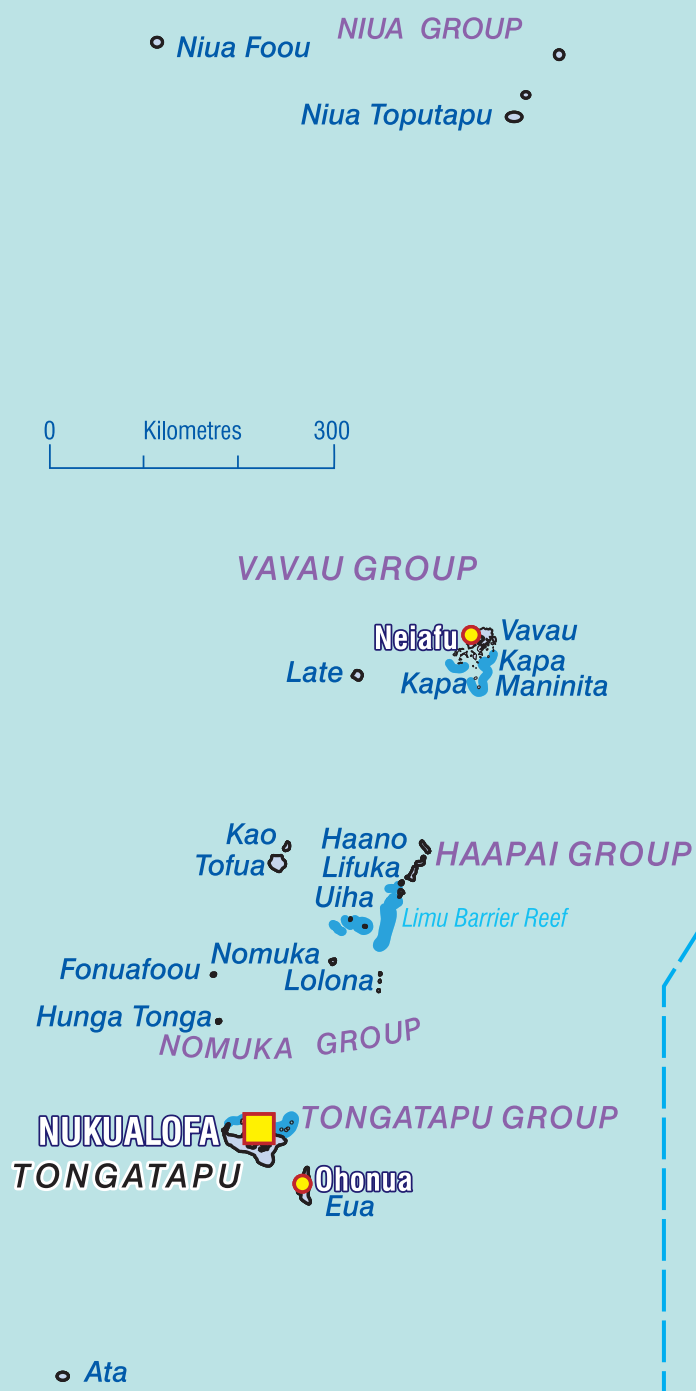 NIUA GROUP
Niua Foou
Niua Toputapu
0 Kilometres 300
VAVAU GROUP
Neiafu
Vavau
Kapa
Late
Kapa
Maninita
Kao
Haano
Tofua
Lifuka
HAAPAI GROUP
Uiha
Limu Barrier Reef
Nomuka
Fonuafoou
Lolona
Hunga Tonga
NOMUKA GROUP
NUKUALOFA
TONGATAPU GROUP
TONGATAPU
Ohonua
Eua
Ata